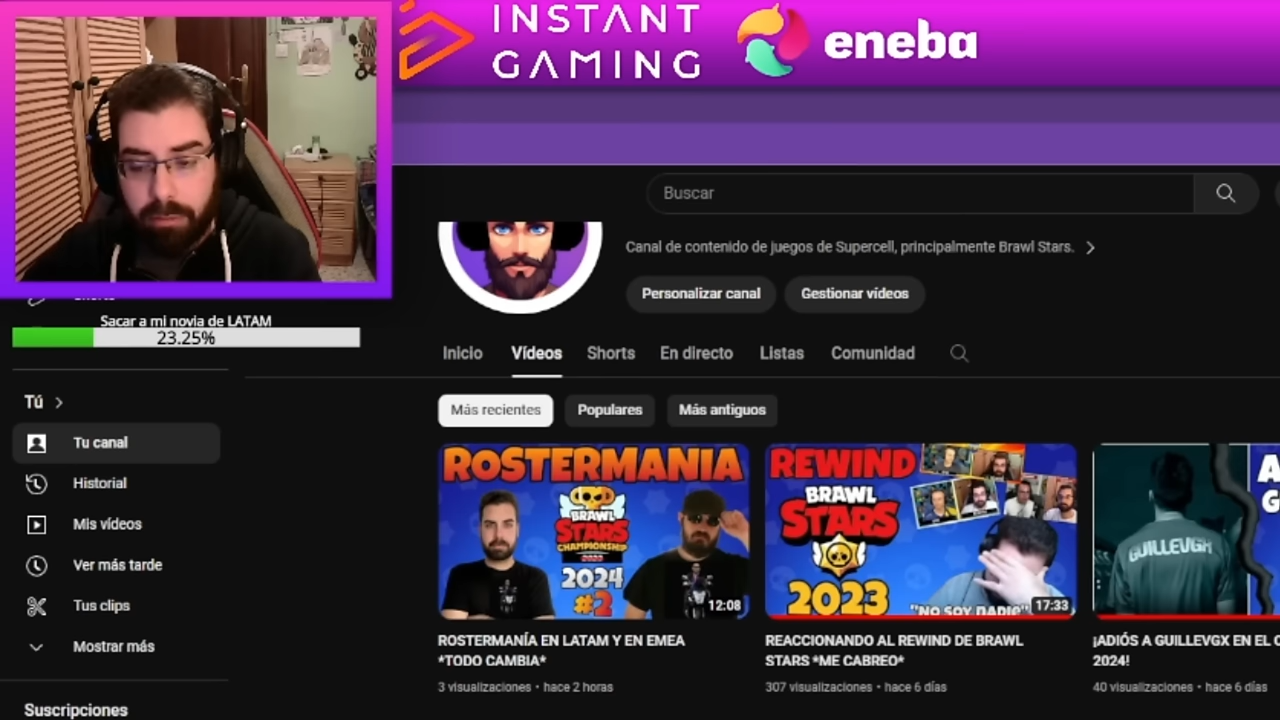 INSTANT
GAMING
eneba
Buscar
Canal de contenido de juegos de Supercell, principalmente Brawl Stars.
Personalizar canal
Gestionar vídeos
Sacar a mi novia de LATAM
23.25%
Inicio
Vídeos
Shorts
En directo
Listas
Comunidad
Tú
Tu canal
Historial
Mis vídeos
Ver más tarde
Tus clips
Mostrar más
Suscripciones
Más recientes
Populares
Más antiguos
ROSTERMANIA
BRAWL
STARS
CHAMPIONSHIP
2024
#2
12:08
ROSTERMANÍA EN LATAM Y EN EMEA
*TODO CAMBIA*
3 visualizaciones • hace 2 horas
REWIND
BRAWL
STARS
2023
"NO SOY NADIE"
17:33
REACCIONANDO AL REWIND DE BRAWL
STARS *ME CABREO*
307 visualizaciones • hace 6 días
GUILLEVGX
¡ADIÓS A GUILLEVGX EN EL
2024!
40 visualizaciones • hace 6 días